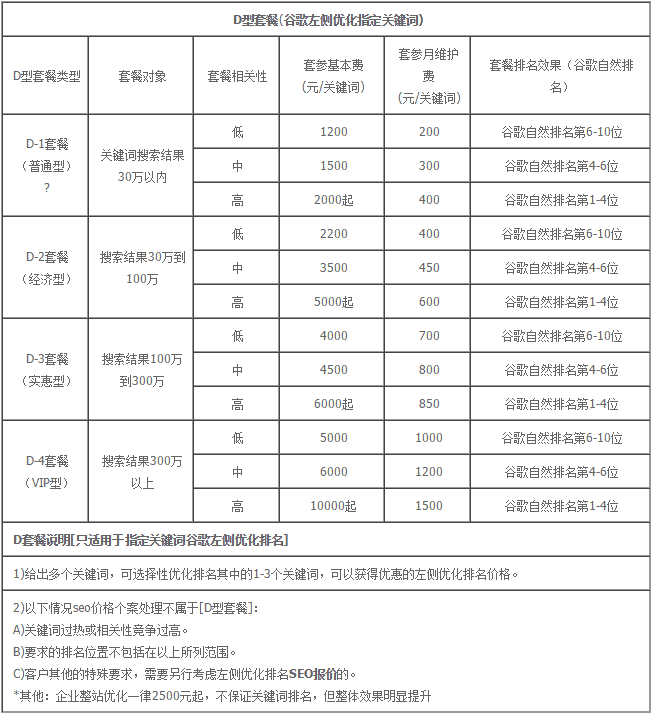 D型套餐(谷歌左侧优化指定关键词)
D型套餐类型 套餐对象 套餐相关性 套参基本费 (元/关键词) 套参月维护费 (元/关键词) 套餐排名效果（谷歌自然排名）
D-1套餐
（普通型）
?
关键词搜索结果
30万以内
低 1200 200 谷歌自然排名第6-10位
中 1500 300 谷歌自然排名第4-6位
高 2000起 400 谷歌自然排名第1-4位
D-2套餐
（经济型）
搜索结果30万到
100万
低 2200 400 谷歌自然排名第6-10位
中 3500 450 谷歌自然排名第4-6位
高 5000起 600 谷歌自然排名第1-4位
D-3套餐
（实惠型）
搜索结果100万
到300万
低 4000 700 谷歌自然排名第6-10位
中 4500 800 谷歌自然排名第4-6位
高 6000起 850 谷歌自然排名第1-4位
D-4套餐
（VIP型）
搜索结果300万
以上
低 5000 1000 谷歌自然排名第6-10位
中 6000 1200 谷歌自然排名第4-6位
高 10000起 1500 谷歌自然排名第1-4位
D套餐说明[只适用于指定关键词谷歌左侧优化排名]
1)给出多个关键词，可选择性优化排名其中的1-3个关键词，可以获得优惠的左侧优化排名价格。
2)以下情况seo价格个案处理不属于[D型套餐]：
A)关键词过热或相关性竞争过高。
B)要求的排名位置不包括在以上所列范围。
C)客户其他的特殊要求，需要另行考虑左侧优化排名SEO报价的。
*其他：企业整站优化一律2500元起，不保证关键词排名，但整体效果明显提升